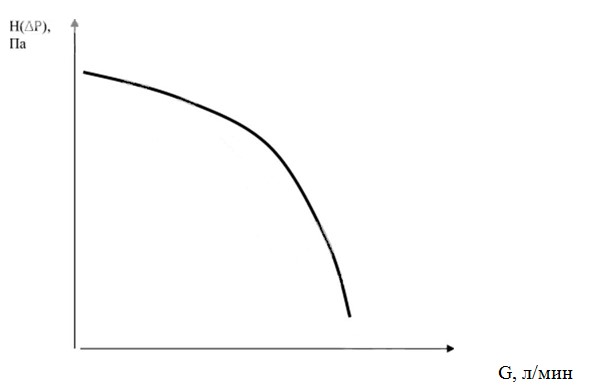 H(ΔP),
Па
G, л/мин